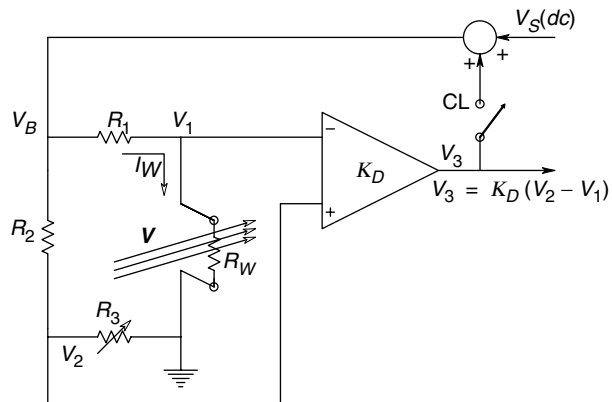 V_S(dc)
+
+
CL
V_B
R_1
V_1
−
V_3
I_W
K_D
V_3 = K_D (V_2 – V_1)
R_2
V
+
R_W
R_3
V_2